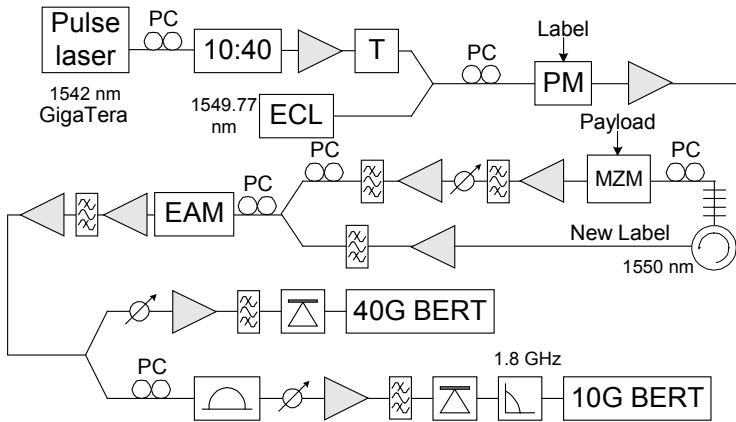 Pulse
laser
PC
10:40
T
1542 nm
GigaTera
1549.77
nm
ECL
PC
Label
PM
Payload
MZM
PC
PC
PC
EAM
New Label
1550 nm
40G BERT
PC
1.8 GHz
10G BERT